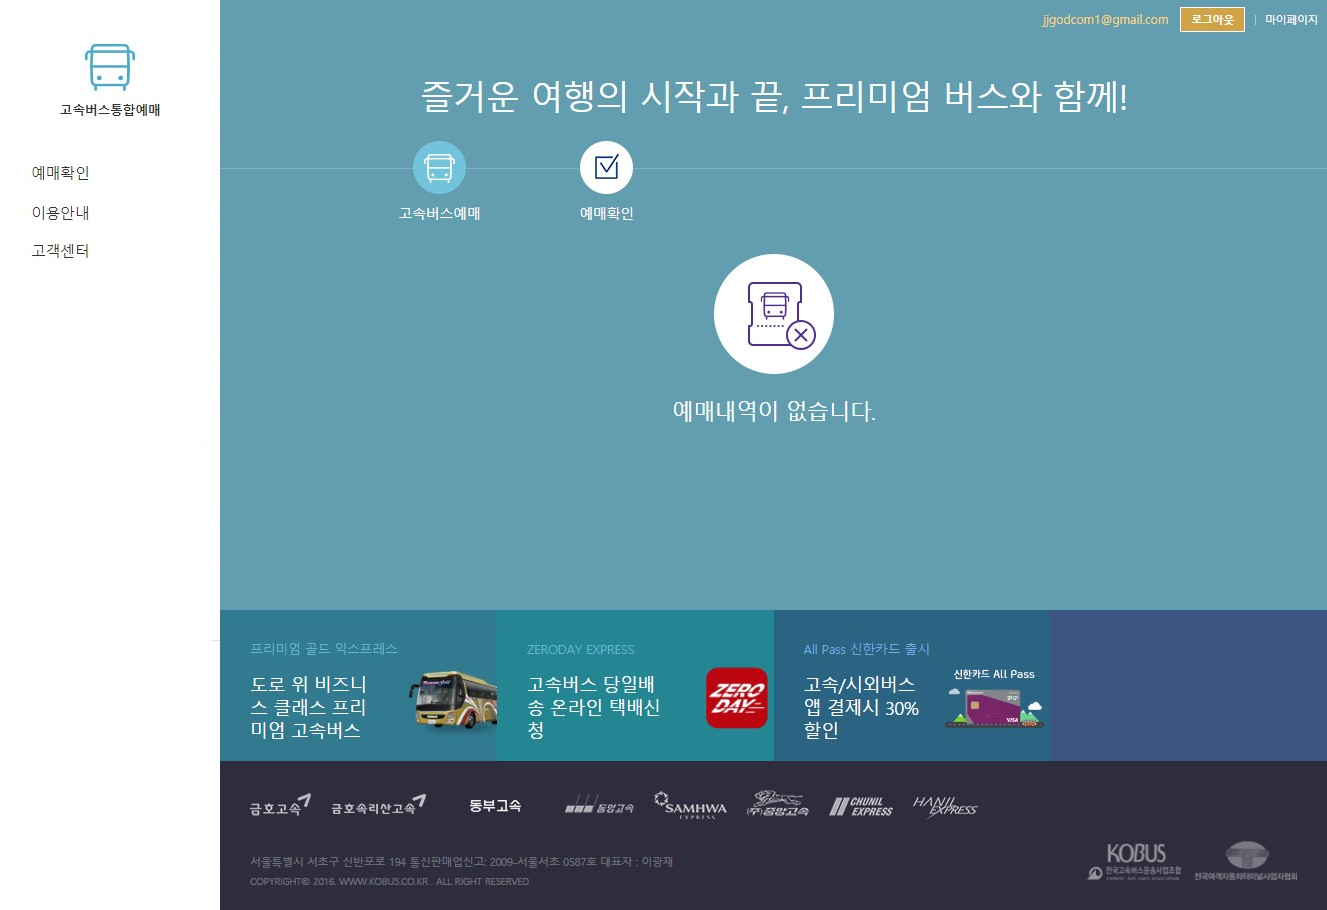 고속버스통합예매
예매확인
이용안내
고객센터
jjgodcom1@gmail.com 로그아웃 | 마이페이지
즐거운 여행의 시작과 끝, 프리미엄 버스와 함께!
고속버스예매
예매확인
예매내역이 없습니다.
프리미엄 골드 익스프레스
도로 위 비즈니
스 클래스 프리
미엄 고속버스
ZERODAY EXPRESS
고속버스 당일배
송 온라인 택배신
청
ZERO
DAY
All Pass 신한카드 출시
고속/시외버스
앱 결제시 30%
할인
신한카드 All Pass
VISA
금호고속 금호속리산고속 동부고속 동양고속 SAMHWA EXPRESS (주)중앙고속 CHUNIL EXPRESS HANIL EXPRESS
서울특별시 서초구 신반포로 194 통신판매업신고: 2009-서울서초 0587호 대표자 : 이광재
COPYRIGHT© 2016. WWW.KOBUS.CO.KR . ALL RIGHT RESERVED
KOBUS
전국고속버스운송사업조합
전국여객자동차터미널사업자협회